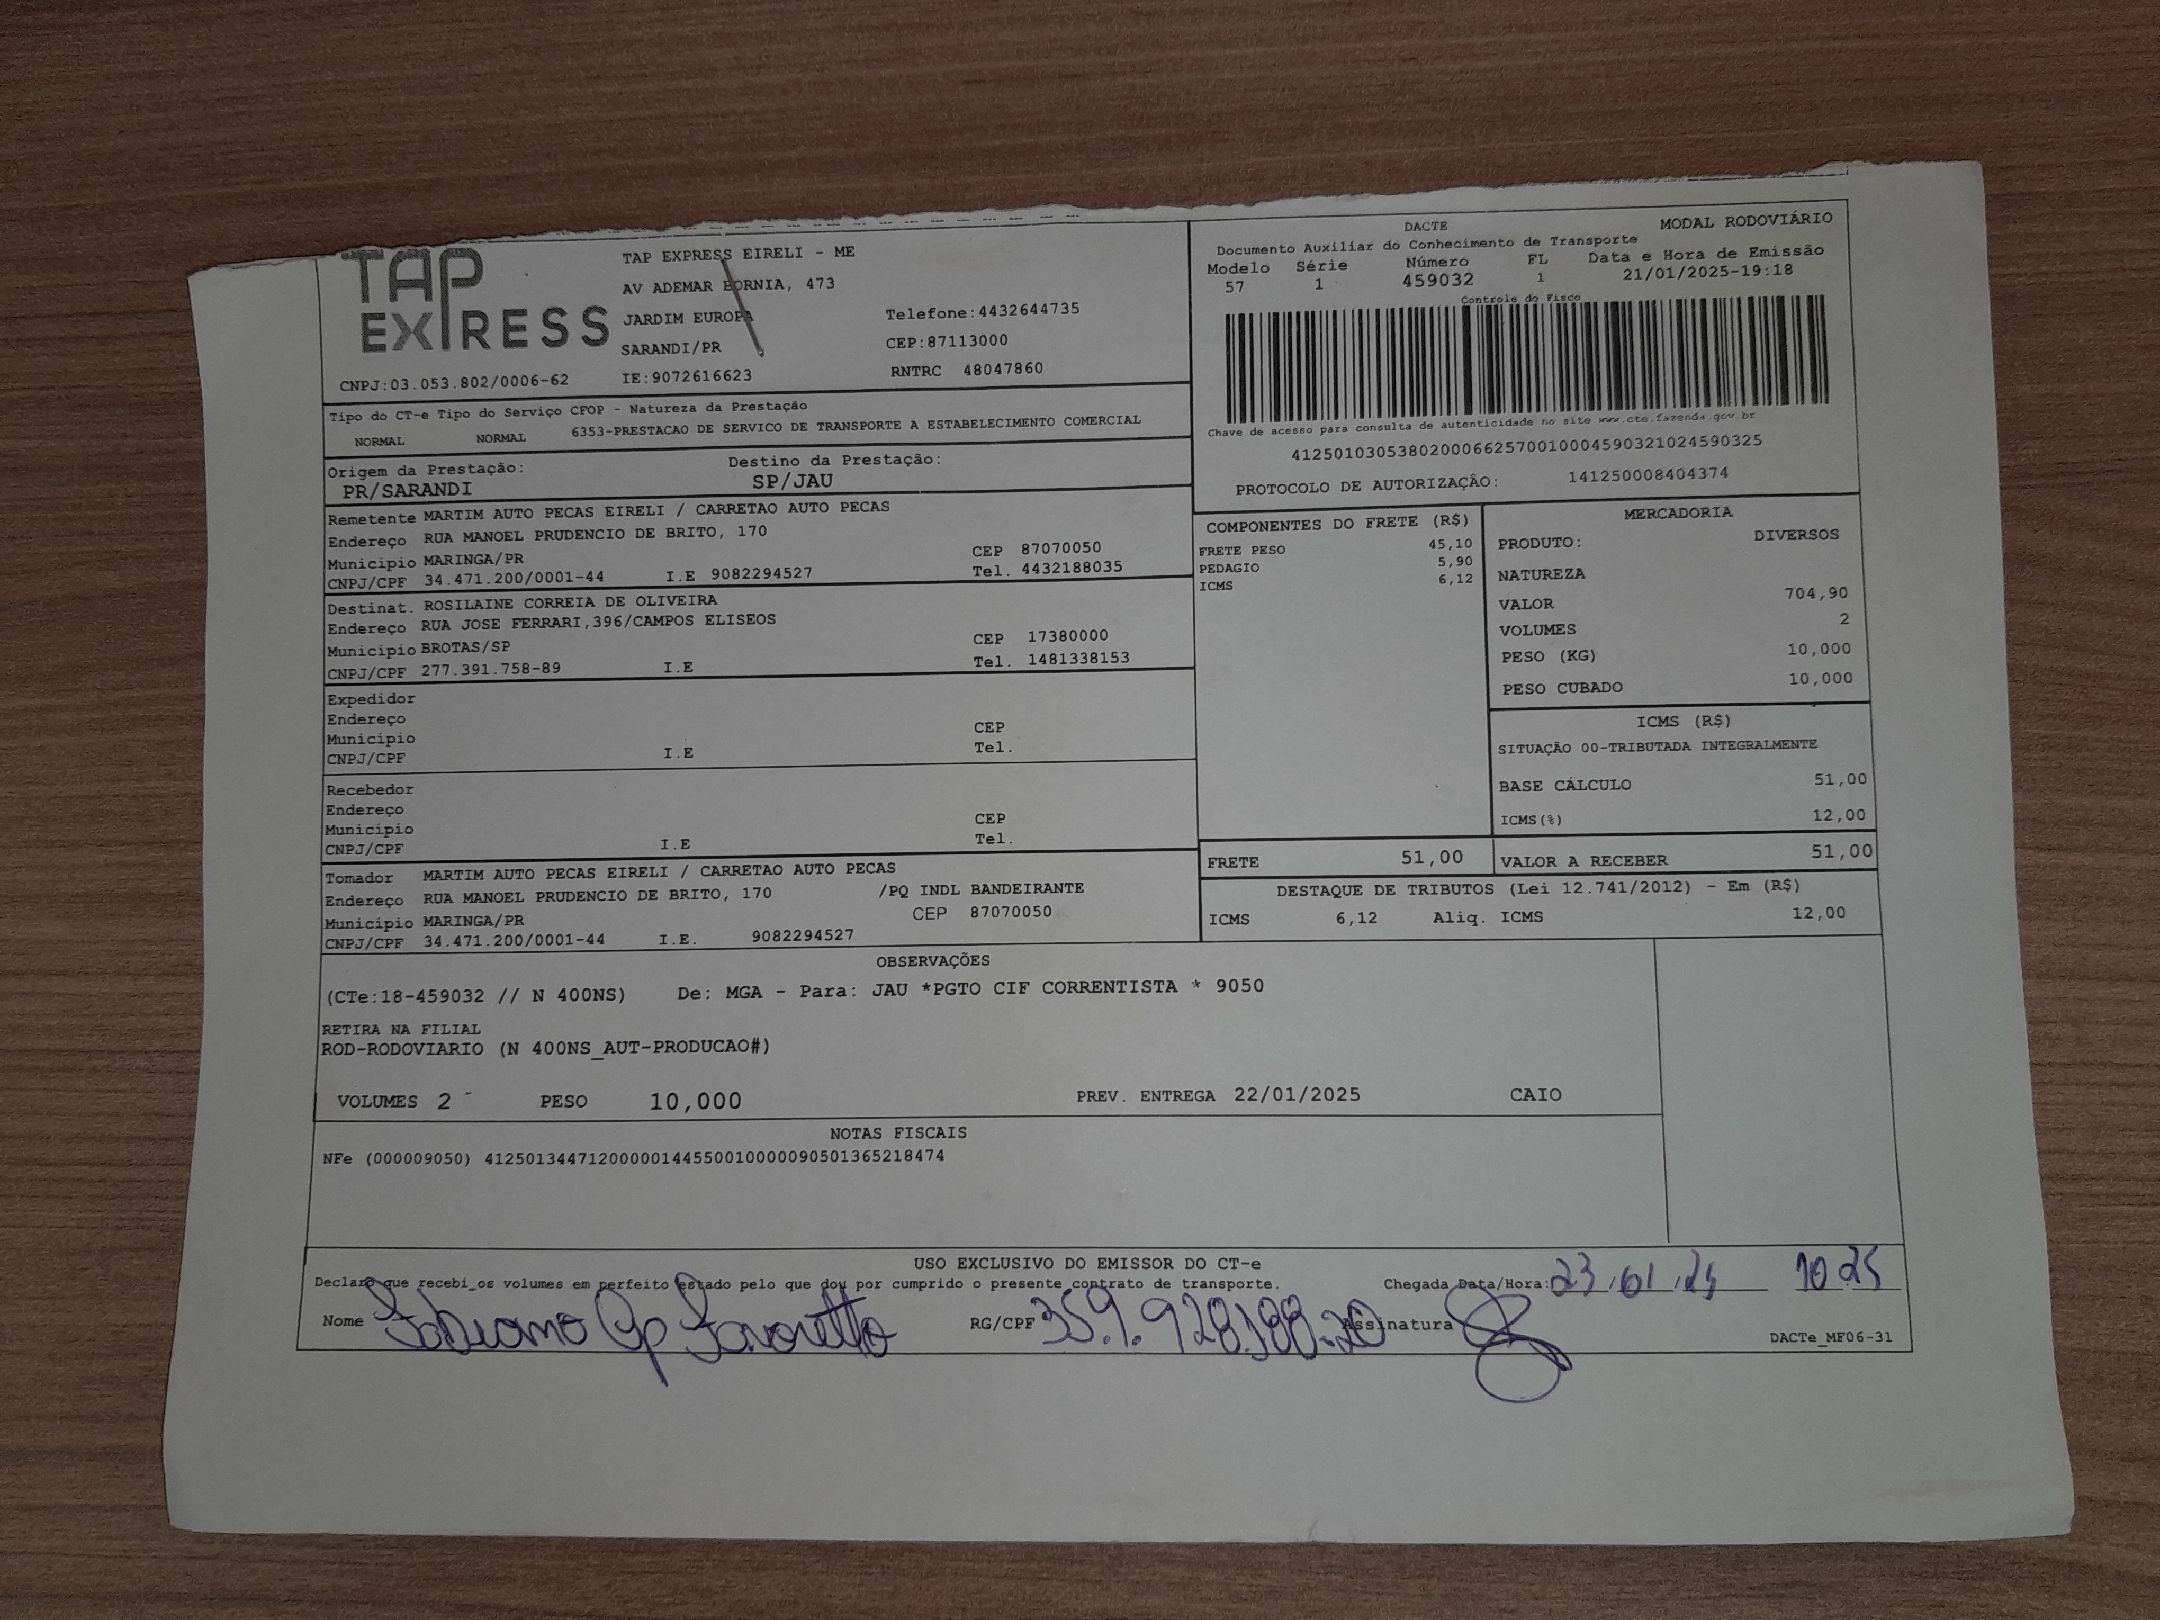 TAP
EXPRESS
CNPJ:03.053.802/0006-62
TAP EXPRESS EIRELI - ME
AV ADEMAR BORNIA, 473
JARDIM EUROPA
Telefone:4432644735
SARANDI/PR
CEP:87113000
IE:9072616623
RNTRC 48047860
DACTE
MODAL RODOVIÁRIO
Documento Auxiliar do Conhecimento de Transporte
Modelo Série Número FL Data e Hora de Emissão
57 1 459032 1 21/01/2025-19:18
Controle do Fisco
Chave de acesso para consulta de autenticidade no site www.cte.fazenda.gov.br
41250103053802000662570010004590321024590325
PROTOCOLO DE AUTORIZAÇÃO: 141250008404374
Tipo do CT-e Tipo do Serviço CFOP - Natureza da Prestação
NORMAL NORMAL 6353-PRESTACAO DE SERVICO DE TRANSPORTE A ESTABELECIMENTO COMERCIAL
Origem da Prestação: Destino da Prestação:
PR/SARANDI SP/JAU
Remetente MARTIM AUTO PECAS EIRELI / CARRETAO AUTO PECAS
Endereço RUA MANOEL PRUDENCIO DE BRITO, 170
Município MARINGA/PR CEP 87070050
CNPJ/CPF 34.471.200/0001-44 I.E 9082294527 Tel. 4432188035
Destinat. ROSILAINE CORREIA DE OLIVEIRA
Endereço RUA JOSE FERRARI,396/CAMPOS ELISEOS
Município BROTAS/SP CEP 17380000
CNPJ/CPF 277.391.758-89 I.E Tel. 1481338153
Expedidor
Endereço
Município CEP
CNPJ/CPF I.E Tel.
Recebedor
Endereço
Município CEP
CNPJ/CPF I.E Tel.
Tomador MARTIM AUTO PECAS EIRELI / CARRETAO AUTO PECAS
Endereço RUA MANOEL PRUDENCIO DE BRITO, 170 /PQ INDL BANDEIRANTE
Município MARINGA/PR CEP 87070050
CNPJ/CPF 34.471.200/0001-44 I.E. 9082294527
COMPONENTES DO FRETE (R$)
FRETE PESO 45,10
PEDAGIO 5,90
ICMS 6,12
MERCADORIA
PRODUTO: DIVERSOS
NATUREZA
VALOR 704,90
VOLUMES 2
PESO (KG) 10,000
PESO CUBADO 10,000
ICMS (R$)
SITUAÇÃO 00-TRIBUTADA INTEGRALMENTE
BASE CÁLCULO 51,00
ICMS(%) 12,00
FRETE 51,00 VALOR A RECEBER 51,00
DESTAQUE DE TRIBUTOS (Lei 12.741/2012) - Em (R$)
ICMS 6,12 Aliq. ICMS 12,00
OBSERVAÇÕES
(CTe:18-459032 // N 400NS) De: MGA - Para: JAU *PGTO CIF CORRENTISTA * 9050
RETIRA NA FILIAL
ROD-RODOVIARIO (N 400NS_AUT-PRODUCAO#)
VOLUMES 2 PESO 10,000 PREV. ENTREGA 22/01/2025 CAIO
NOTAS FISCAIS
NFe (000009050) 41250134471200000144550010000090501365218474
USO EXCLUSIVO DO EMISSOR DO CT-e
Declaro que recebi os volumes em perfeito estado pelo que dou por cumprido o presente contrato de transporte. Chegada Data/Hora: 23/01/25 10 25
Nome Fabiano Ap Favoretto RG/CPF 359.928.188.20 Assinatura
DACTe_MF06-31